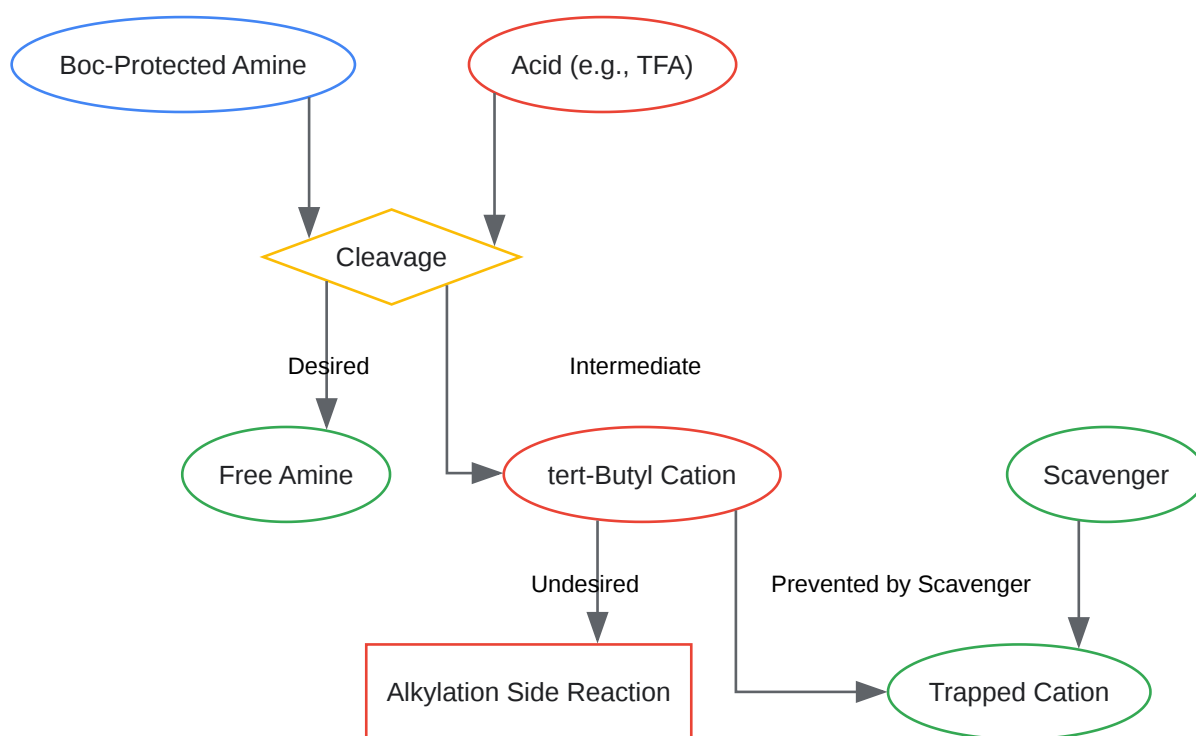 Boc-Protected Amine
Acid (e.g., TFA)
Cleavage
Desired
Intermediate
Free Amine
tert-Butyl Cation
Scavenger
Undesired
Prevented by Scavenger
Alkylation Side Reaction
Trapped Cation